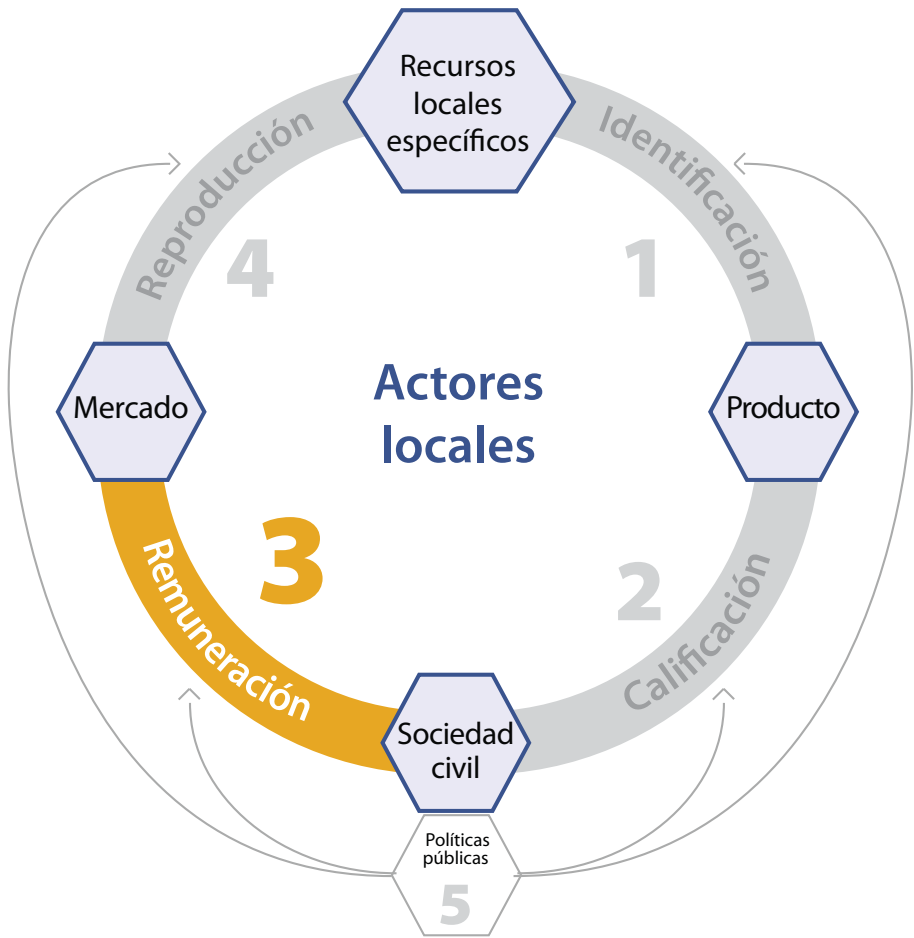 Recursos
locales
específicos
Identificación
1
Producto
Calificación
2
Sociedad
civil
Remuneración
3
Mercado
Reproducción
4
Actores
locales
Políticas
públicas
5